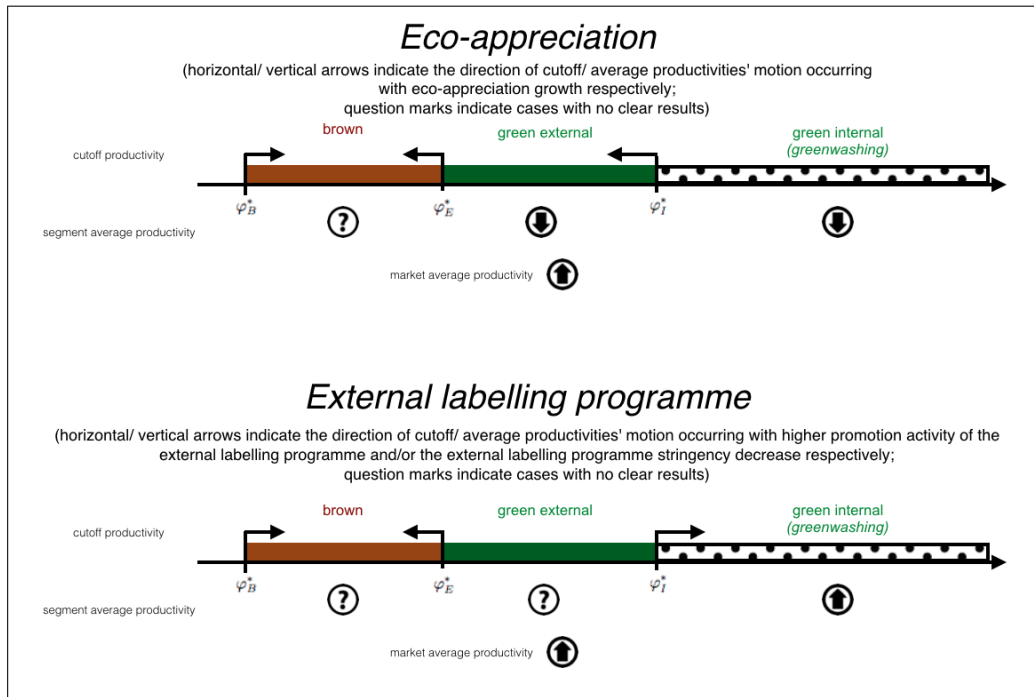 Eco-appreciation
(horizontal/ vertical arrows indicate the direction of cutoff/ average productivities' motion occurring
with eco-appreciation growth respectively;
question marks indicate cases with no clear results)
brown
green external
green internal
(greenwashing)
cutoff productivity
φ*B
φ*E
φ*I
segment average productivity
?
market average productivity
External labelling programme
(horizontal/ vertical arrows indicate the direction of cutoff/ average productivities' motion occurring with higher promotion activity of the
external labelling programme and/or the external labelling programme stringency decrease respectively;
question marks indicate cases with no clear results)
brown
green external
green internal
(greenwashing)
cutoff productivity
φ*B
φ*E
φ*I
segment average productivity
?
?
market average productivity